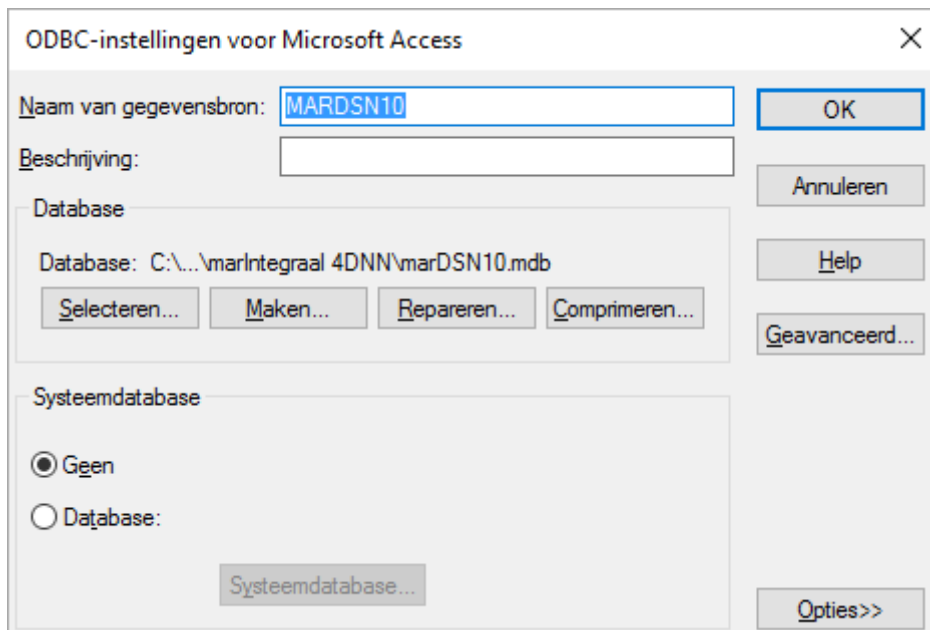 ODBC-instellingen voor Microsoft Access
Naam van gegevensbron: MARDSN10
OK
Beschrijving:
Annuleren
Database
Database: C:\...\marIntegraal 4DNN\marDSN10.mdb
Help
Selecteren... Maken... Repareren... Comprimeren...
Geavanceerd...
Systeemdatabase
Geen
Database:
Systeemdatabase...
Opties>>